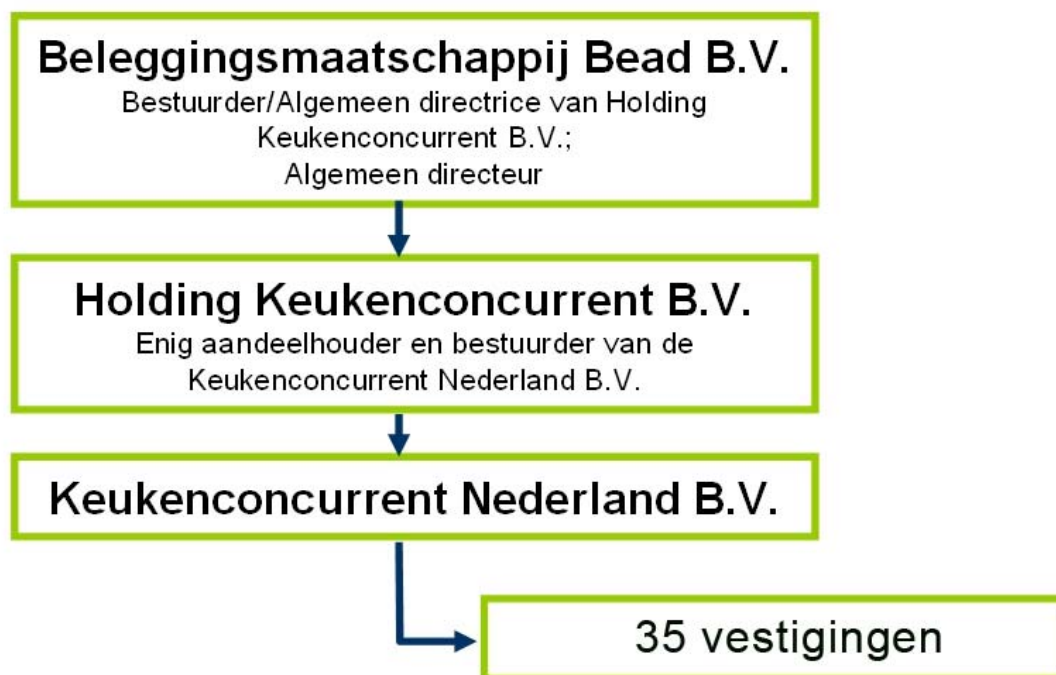 Beleggingsmaatschappij Bead B.V.
Bestuurder/Algemeen directrice van Holding
Keukenconcurrent B.V.;
Algemeen directeur
Holding Keukenconcurrent B.V.
Enig aandeelhouder en bestuurder van de
Keukenconcurrent Nederland B.V.
Keukenconcurrent Nederland B.V.
35 vestigingen